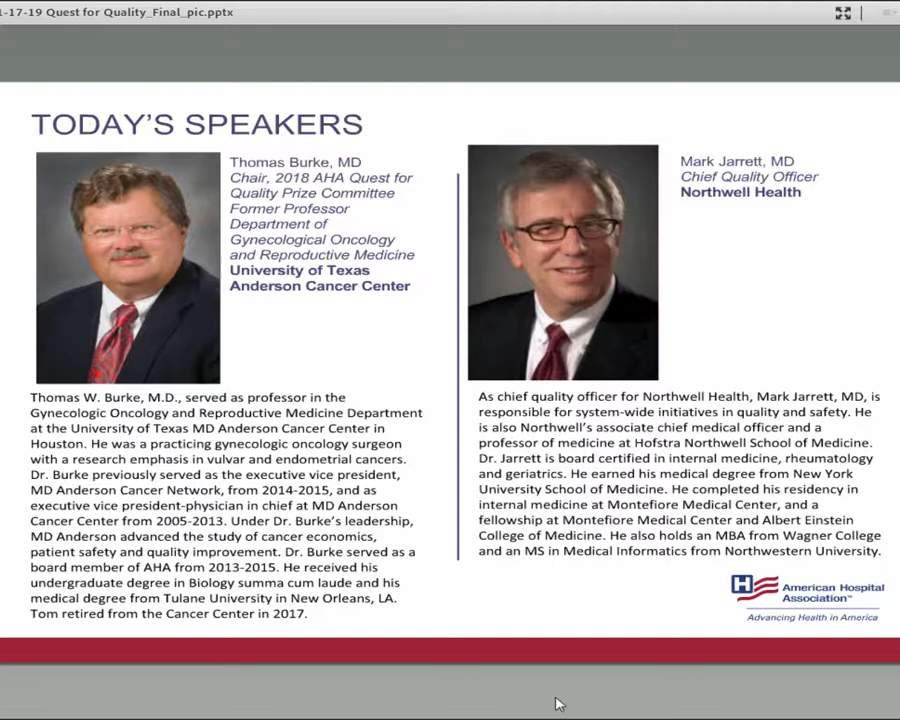 1-17-19 Quest for Quality_Final_pic.pptx
TODAY'S SPEAKERS
Thomas Burke, MD
Chair, 2018 AHA Quest for
Quality Prize Committee
Former Professor
Department of
Gynecological Oncology
and Reproductive Medicine
University of Texas
Anderson Cancer Center
Thomas W. Burke, M.D., served as professor in the
Gynecologic Oncology and Reproductive Medicine Department
at the University of Texas MD Anderson Cancer Center in
Houston. He was a practicing gynecologic oncology surgeon
with a research emphasis in vulvar and endometrial cancers.
Dr. Burke previously served as the executive vice president,
MD Anderson Cancer Network, from 2014-2015, and as
executive vice president-physician in chief at MD Anderson
Cancer Center from 2005-2013. Under Dr. Burke's leadership,
MD Anderson advanced the study of cancer economics,
patient safety and quality improvement. Dr. Burke served as a
board member of AHA from 2013-2015. He received his
undergraduate degree in Biology summa cum laude and his
medical degree from Tulane University in New Orleans, LA.
Tom retired from the Cancer Center in 2017.
Mark Jarrett, MD
Chief Quality Officer
Northwell Health
As chief quality officer for Northwell Health, Mark Jarrett, MD, is
responsible for system-wide initiatives in quality and safety. He
is also Northwell's associate chief medical officer and a
professor of medicine at Hofstra Northwell School of Medicine.
Dr. Jarrett is board certified in internal medicine, rheumatology
and geriatrics. He earned his medical degree from New York
University School of Medicine. He completed his residency in
internal medicine at Montefiore Medical Center, and a
fellowship at Montefiore Medical Center and Albert Einstein
College of Medicine. He also holds an MBA from Wagner College
and an MS in Medical Informatics from Northwestern University.
H
American Hospital
Association™
Advancing Health in America